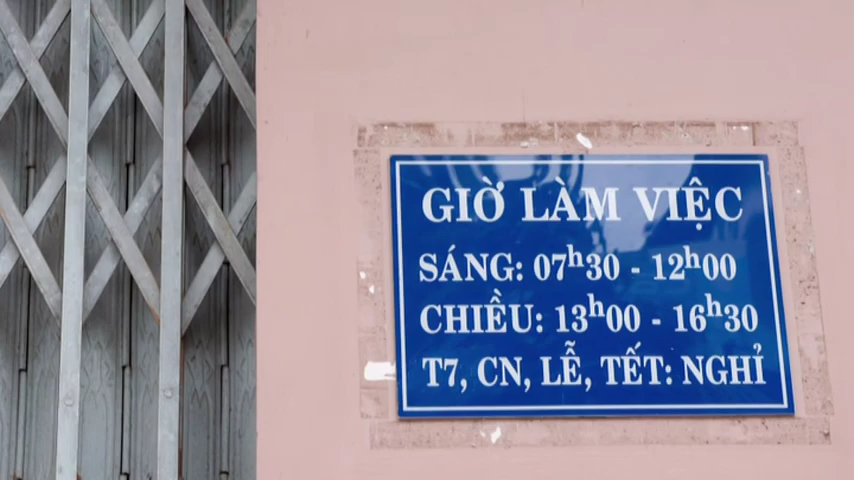 GIỜ LÀM VIỆC
SÁNG: 07h30 - 12h00
CHIỀU: 13h00 - 16h30
T7, CN, LỄ, TẾT: NGHỈ